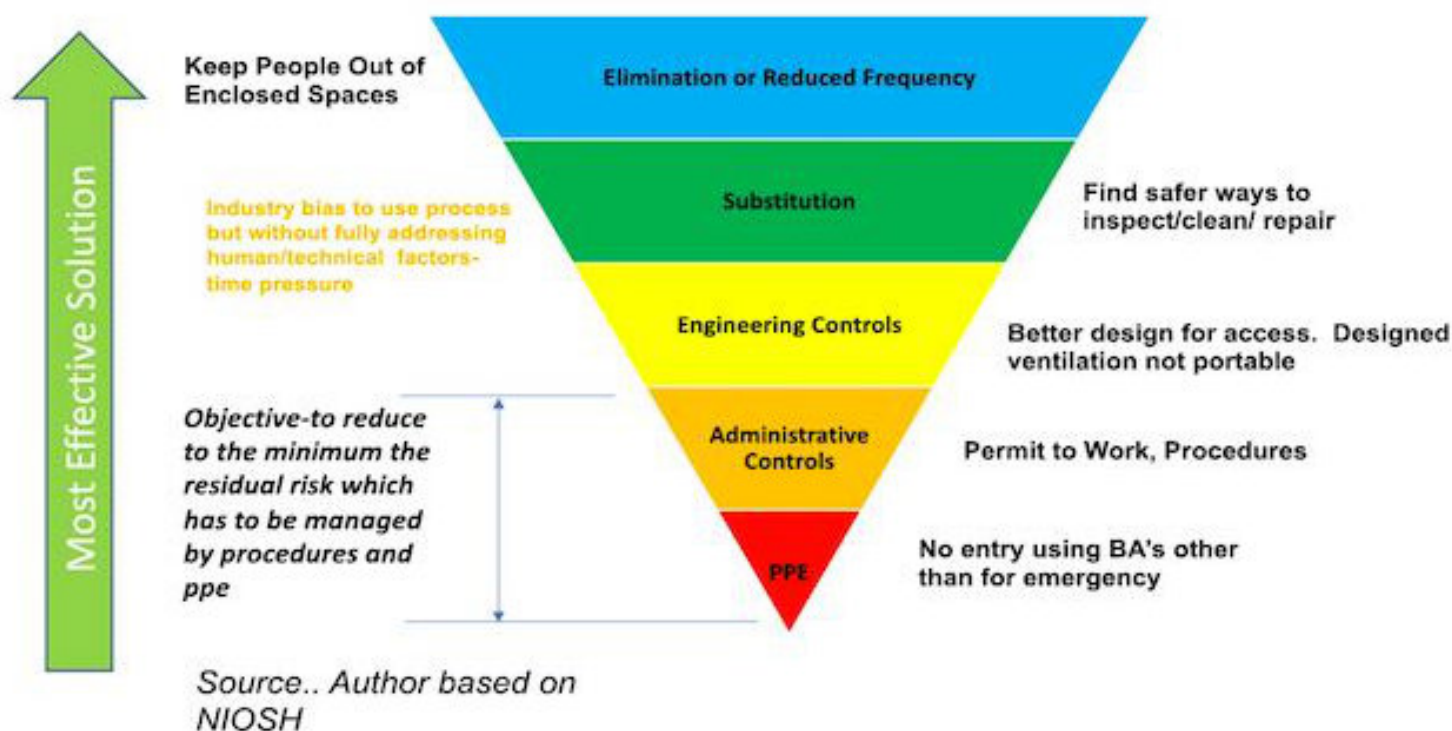 Most Effective Solution
Keep People Out of
Enclosed Spaces
Elimination or Reduced Frequency
Industry bias to use process
but without fully addressing
human/technical factors-
time pressure
Substitution
Find safer ways to
inspect/clean/ repair
Engineering Controls
Better design for access. Designed
ventilation not portable
Objective-to reduce
to the minimum the
residual risk which
has to be managed
by procedures and
ppe
Administrative
Controls
Permit to Work, Procedures
PPE
No entry using BA's other
than for emergency
Source.. Author based on
NIOSH